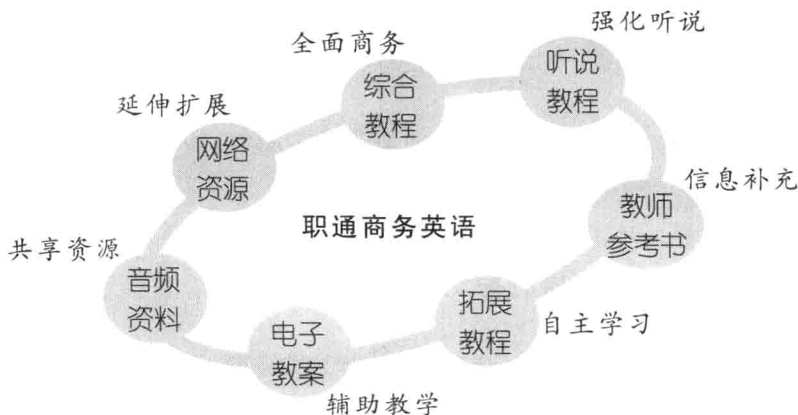 强化听说
全面商务
听说
教程
综合
教程
延伸扩展
网络
资源
信息补充
教师
参考书
职通商务英语
共享资源
音频
资料
拓展
教程
自主学习
电子
教案
辅助教学